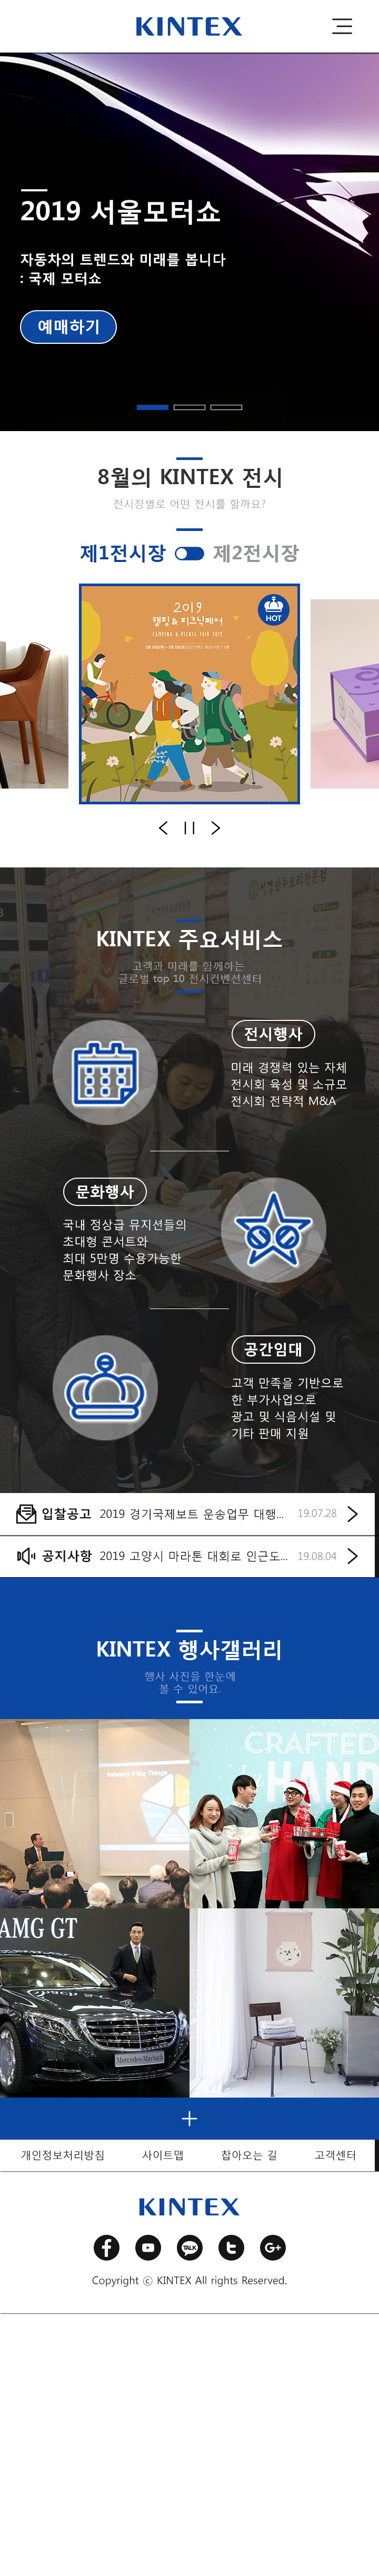 KINTEX
2019 서울모터쇼
자동차의 트렌드와 미래를 봅니다
: 국제 모터쇼
예매하기
8월의 KINTEX 전시
전시장별로 어떤 전시를 할까요?
제1전시장 제2전시장
2019
캠핑&피크닉페어
CAMPING & PICNIC FAIR 2019
HOT
KINTEX 주요서비스
고객과 미래를 함께하는
글로벌 top 10 전시컨벤션센터
전시행사
미래 경쟁력 있는 자체
전시회 육성 및 소규모
전시회 전략적 M&A
문화행사
국내 정상급 뮤지션들의
초대형 콘서트와
최대 5만명 수용가능한
문화행사 장소
공간임대
고객 만족을 기반으로
한 부가사업으로
광고 및 식음시설 및
기타 판매 지원
입찰공고 2019 경기국제보트 운송업무 대행... 19.07.28
공지사항 2019 고양시 마라톤 대회로 인근도... 19.08.04
KINTEX 행사갤러리
행사 사진을 한눈에
볼 수 있어요.
Industry 4 Big Things
CRAFTED
HAND
AMG GT
Mercedes-Maybach
개인정보처리방침 사이트맵 찹아오는 길 고객센터
KINTEX
TALK
G+
Copyright ⓒ KINTEX All rights Reserved.